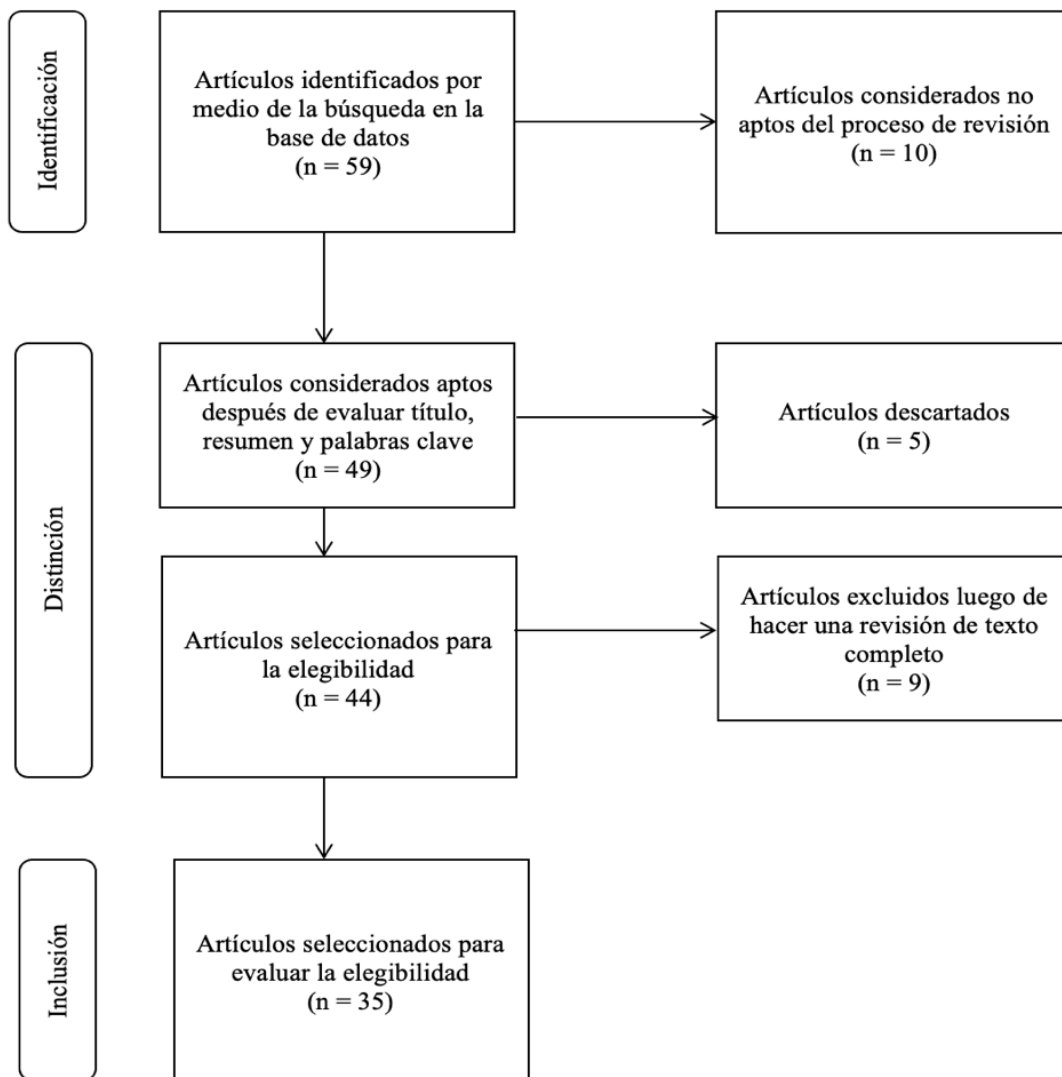 Identificación
Artículos identificados por
medio de la búsqueda en la
base de datos
(n = 59)
Artículos considerados no
aptos del proceso de revisión
(n = 10)
Distinción
Artículos considerados aptos
después de evaluar título,
resumen y palabras clave
(n = 49)
Artículos descartados
(n = 5)
Artículos seleccionados para
la elegibilidad
(n = 44)
Artículos excluidos luego de
hacer una revisión de texto
completo
(n = 9)
Inclusión
Artículos seleccionados para
evaluar la elegibilidad
(n = 35)